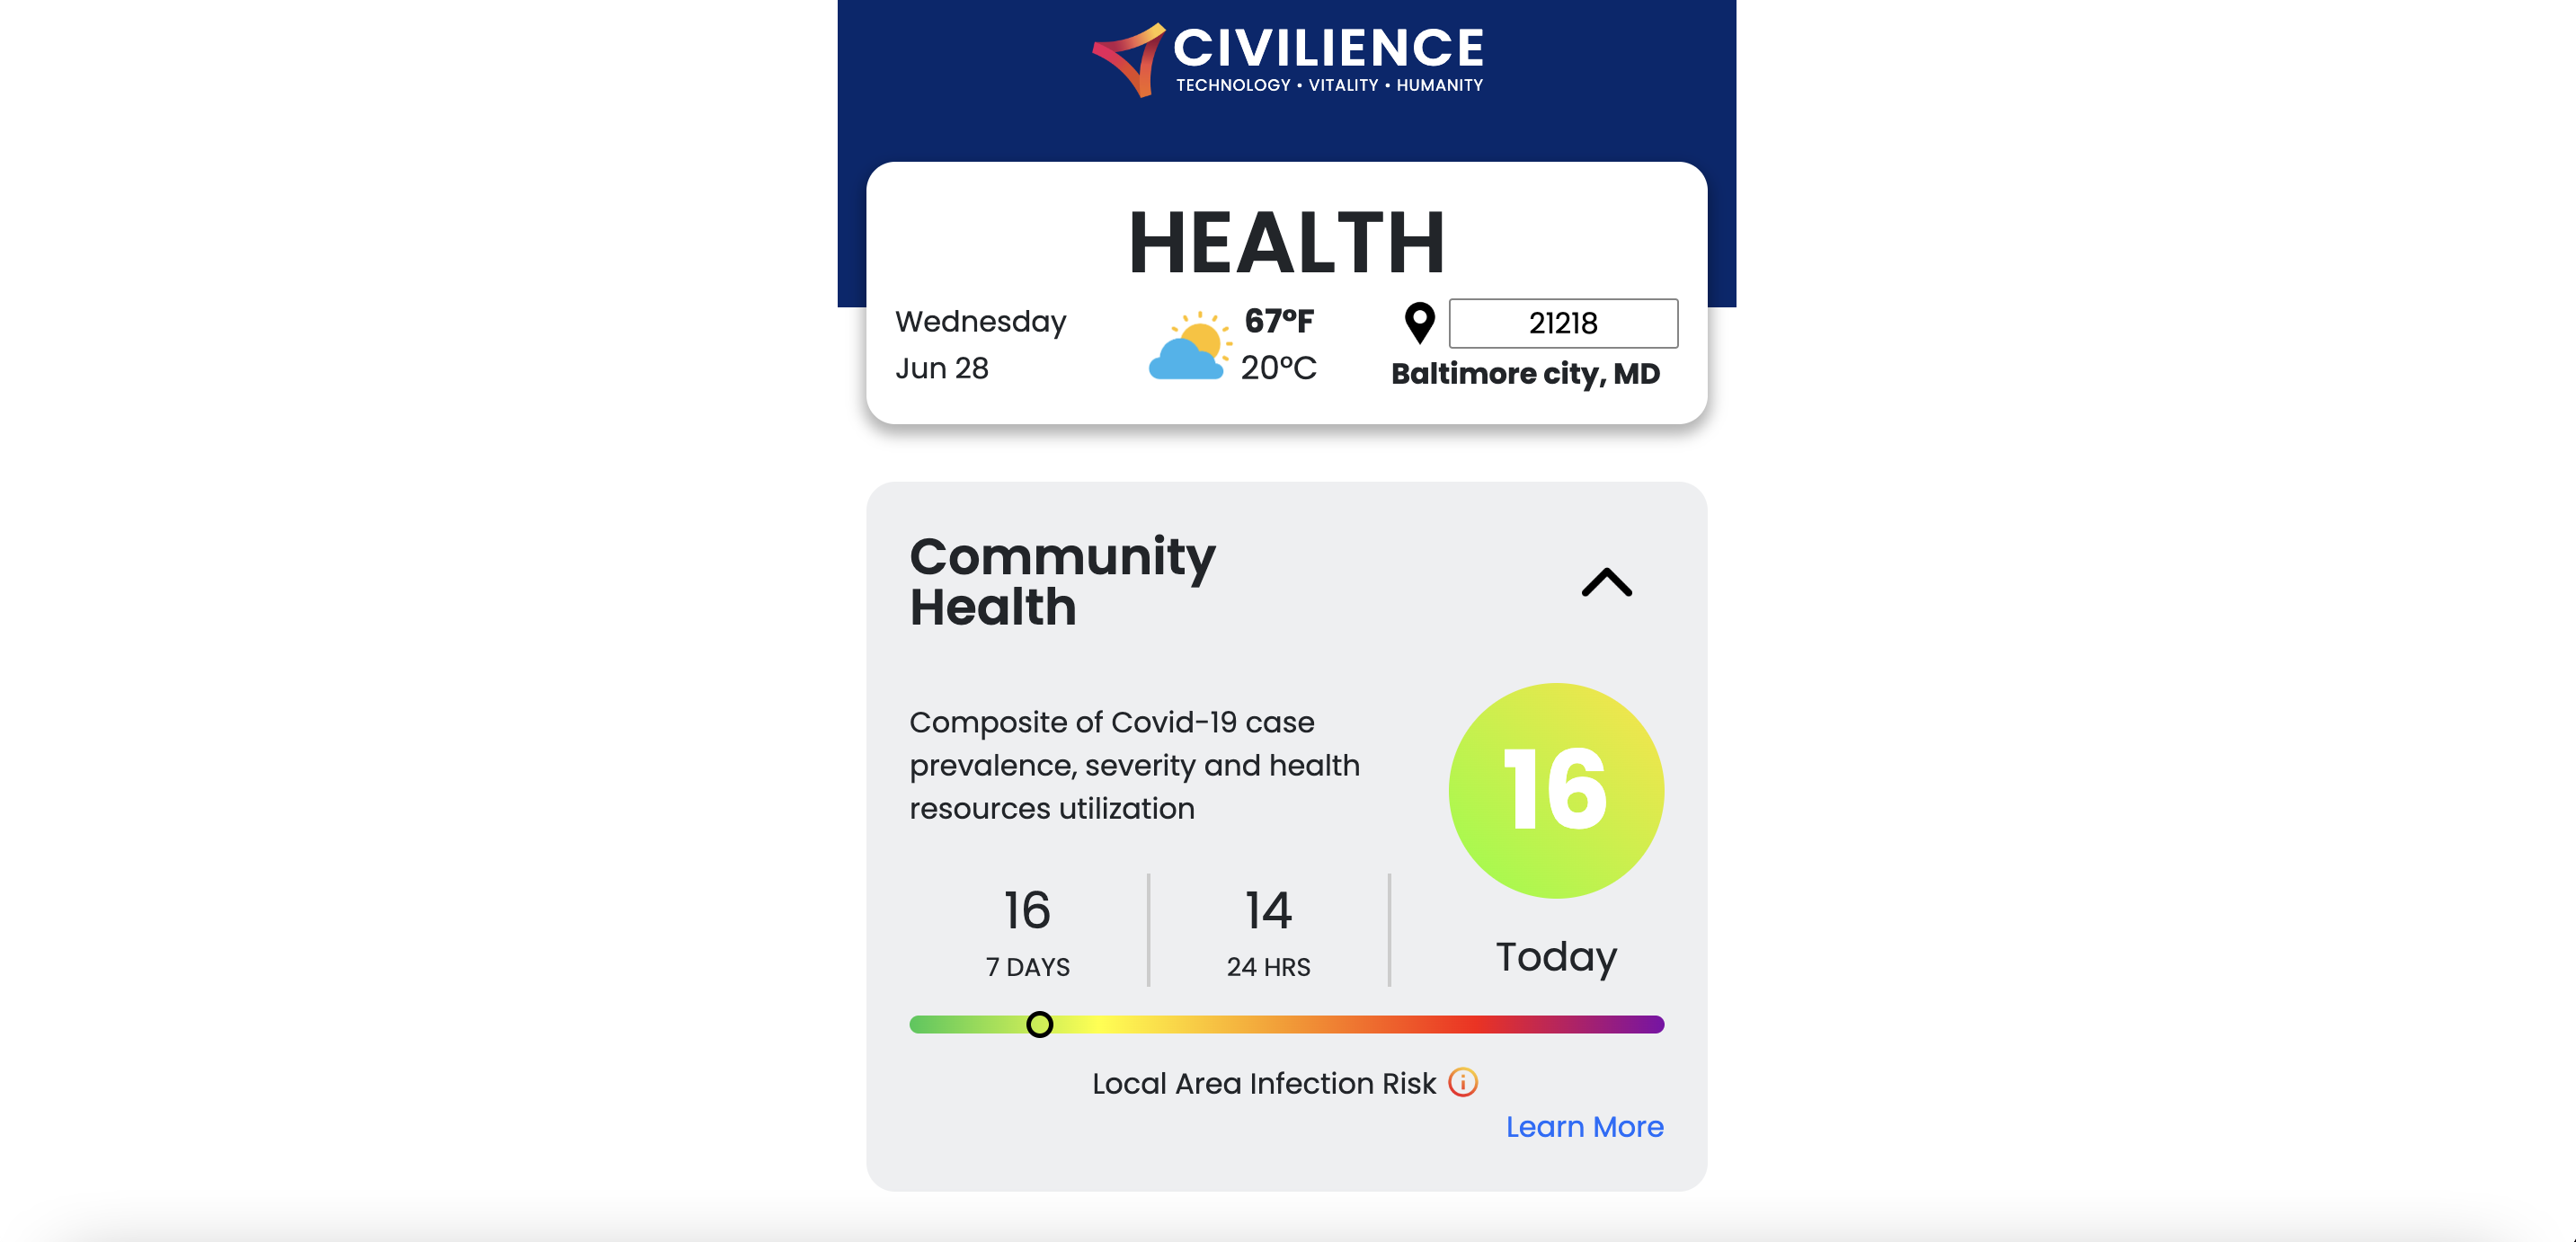 CIVILIENCE
TECHNOLOGY • VITALITY • HUMANITY
HEALTH
Wednesday
Jun 28
67°F
20°C
21218
Baltimore city, MD
Community
Health
Composite of Covid-19 case
prevalence, severity and health
resources utilization
16
16
7 DAYS
14
24 HRS
Today
Local Area Infection Risk
Learn More